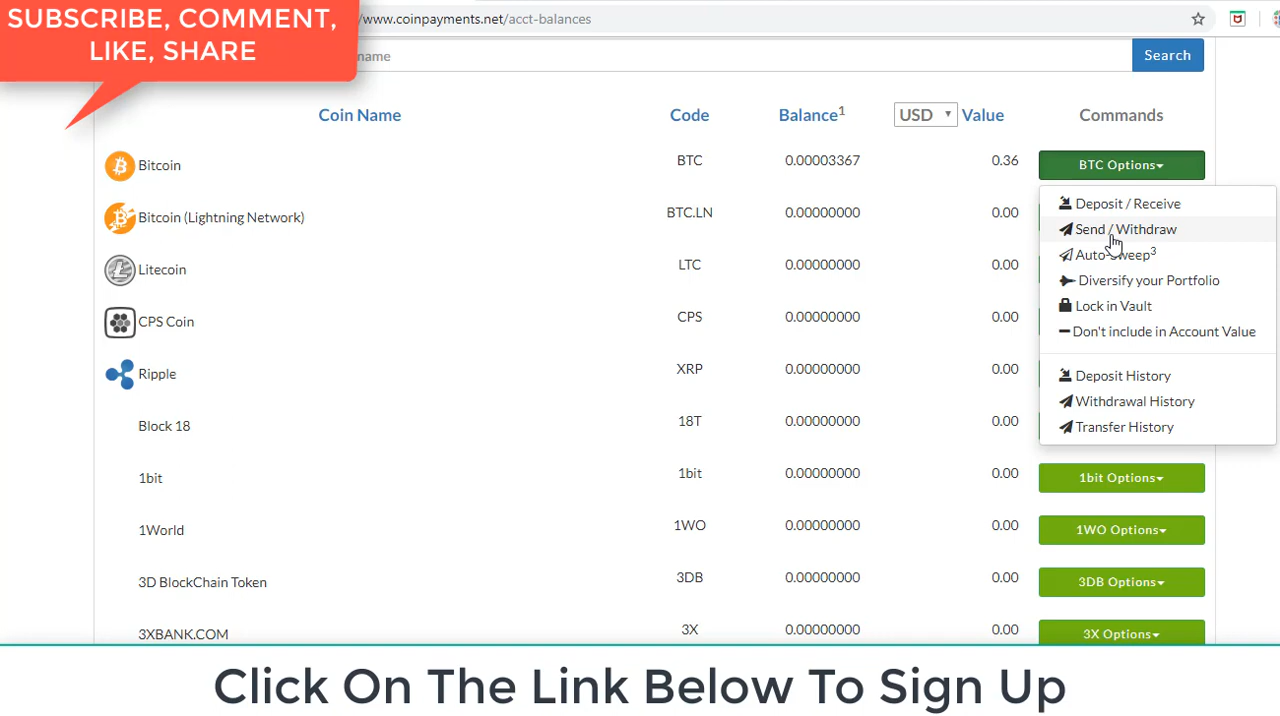 SUBSCRIBE, COMMENT,
LIKE, SHARE
/www.coinpayments.net/acct-balances
name
Search
Coin Name Code Balance1 USD Value Commands
Bitcoin BTC 0.00003367 0.36 BTC Options
Deposit / Receive
Bitcoin (Lightning Network) BTC.LN 0.00000000 0.00
Send / Withdraw
Auto-Sweep3
Litecoin LTC 0.00000000 0.00
Diversify your Portfolio
Lock in Vault
CPS Coin CPS 0.00000000 0.00
Don't include in Account Value
Ripple XRP 0.00000000 0.00
Deposit History
Withdrawal History
Block 18 18T 0.00000000 0.00
Transfer History
1bit 1bit 0.00000000 0.00 1bit Options
1World 1WO 0.00000000 0.00 1WO Options
3D BlockChain Token 3DB 0.00000000 0.00 3DB Options
3XBANK.COM 3X 0.00000000 0.00 3X Options
Click On The Link Below To Sign Up